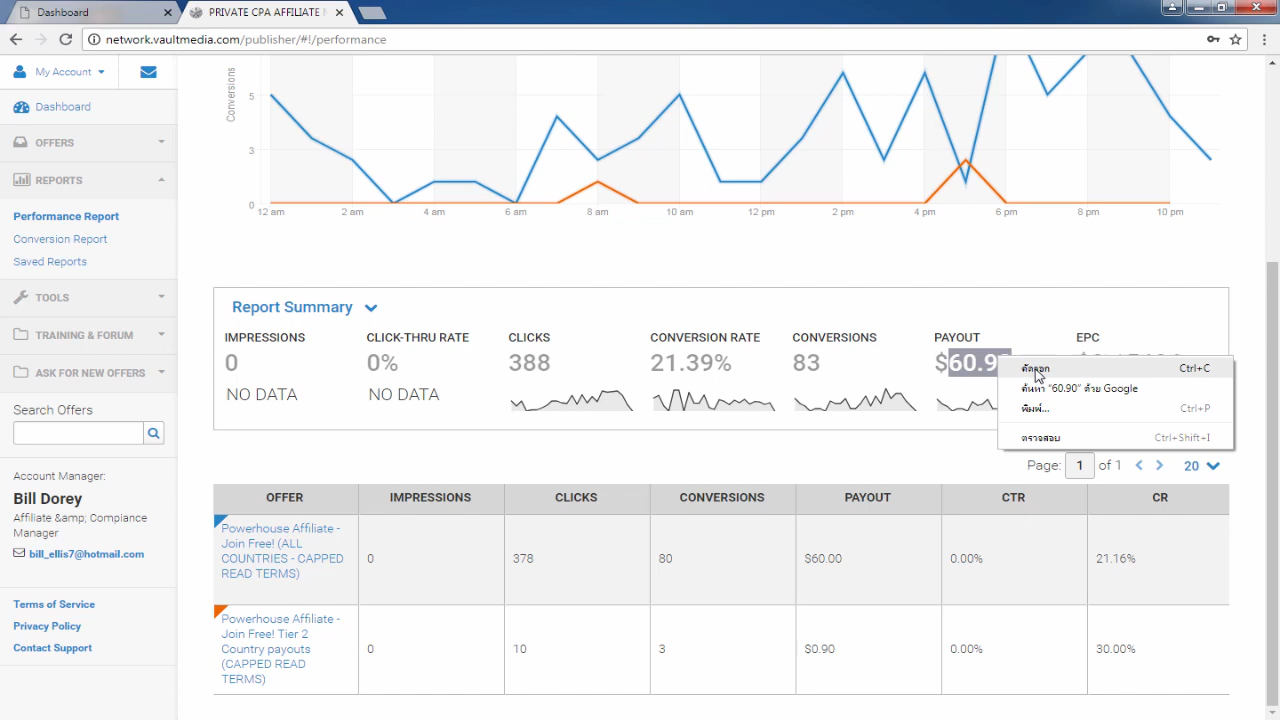 Dashboard
PRIVATE CPA AFFILIATE
network.vaultmedia.com/publisher/#!/performance
My Account
Dashboard
OFFERS
REPORTS
Performance Report
Conversion Report
Saved Reports
TOOLS
TRAINING & FORUM
ASK FOR NEW OFFERS
Search Offers
Account Manager:
Bill Dorey
Affiliate &amp; Compliance
Manager
bill_ellis7@hotmail.com
Terms of Service
Privacy Policy
Contact Support
Conversions
5
3
0
12 am 2 am 4 am 6 am 8 am 10 am 12 pm 2 pm 4 pm 6 pm 8 pm 10 pm
Report Summary
IMPRESSIONS CLICK-THRU RATE CLICKS CONVERSION RATE CONVERSIONS PAYOUT EPC
0 0% 388 21.39% 83 $60.9
NO DATA NO DATA
คัดลอก Ctrl+C
ค้นหา "60.90" ด้วย Google
พิมพ์... Ctrl+P
ตรวจสอบ Ctrl+Shift+I
Page: 1 of 1 20
OFFER IMPRESSIONS CLICKS CONVERSIONS PAYOUT CTR CR
Powerhouse Affiliate -
Join Free! (ALL
COUNTRIES - CAPPED
READ TERMS)
0 378 80 $60.00 0.00% 21.16%
Powerhouse Affiliate -
Join Free! Tier 2
Country payouts
(CAPPED READ
TERMS)
0 10 3 $0.90 0.00% 30.00%